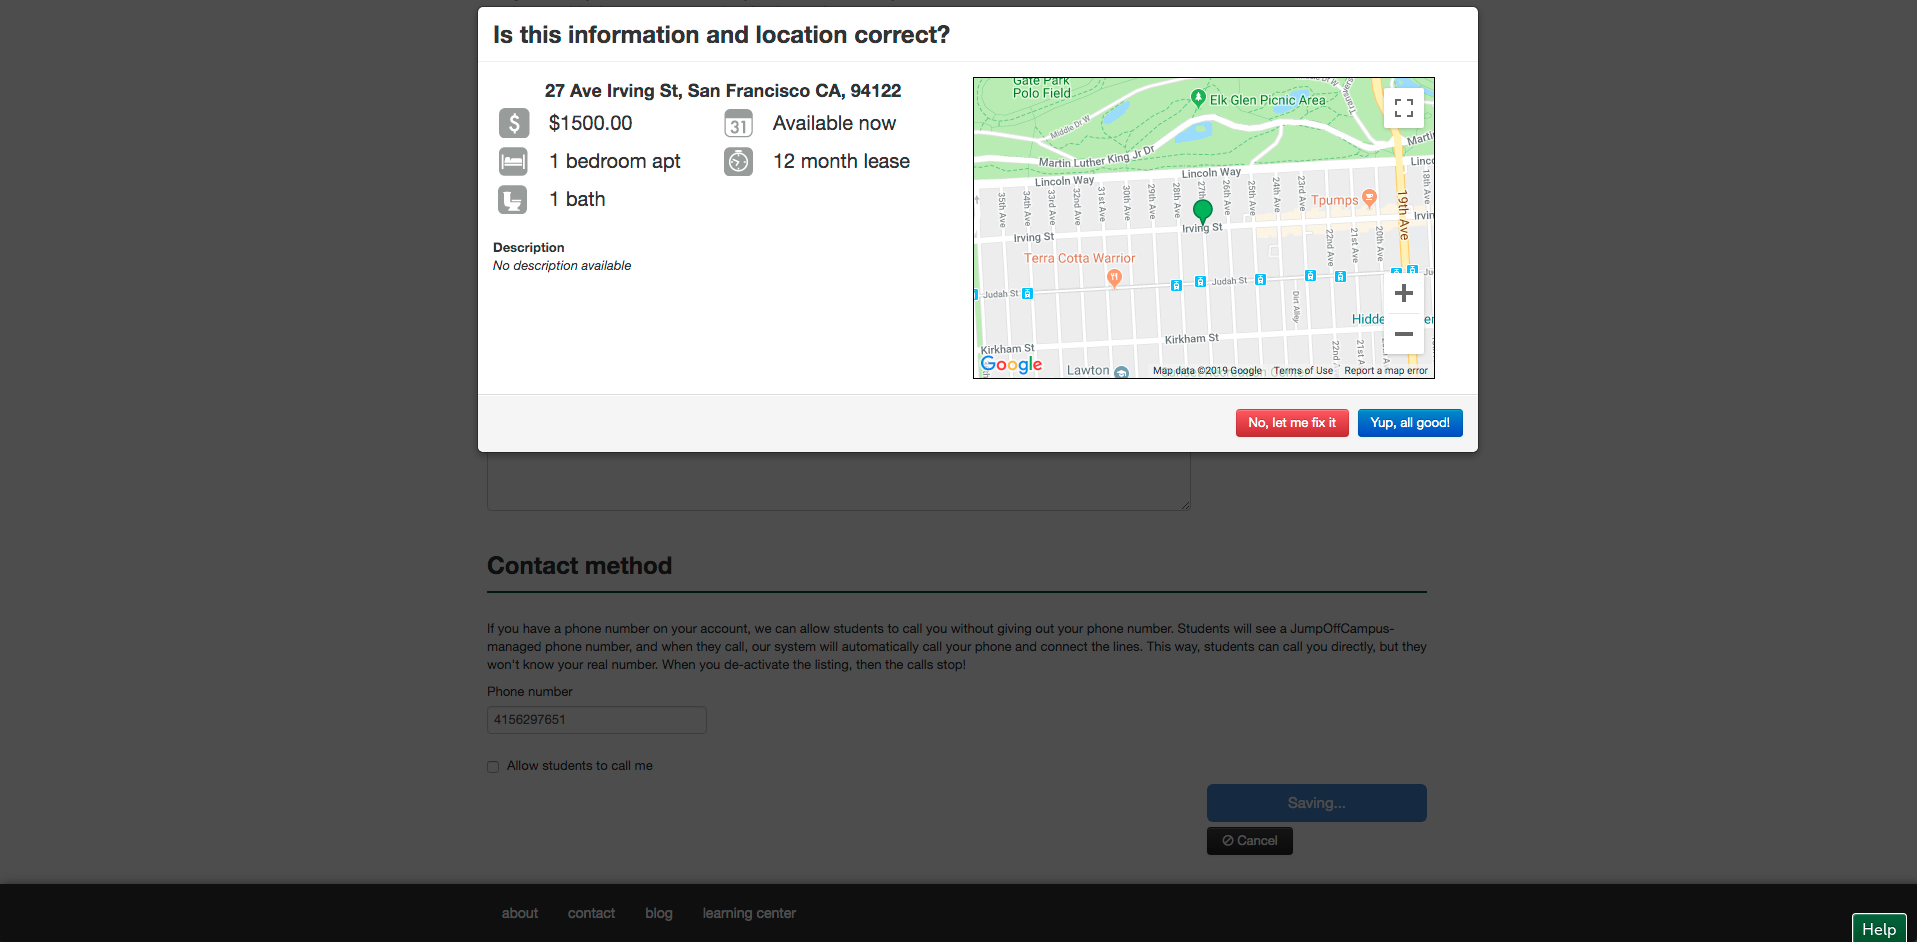 Is this information and location correct?
27 Ave Irving St, San Francisco CA, 94122
$1500.00
Available now
31
1 bedroom apt
12 month lease
1 bath
Description
No description available
Gate Park
Polo Field
Elk Glen Picnic Area
Middle Dr W
Martin Luther King Jr Dr
Lincoln Way
Lincoln Way
35th Ave
34th Ave
33rd Ave
32nd Ave
31st Ave
30th Ave
29th Ave
28th Ave
27th
26th Ave
25th Ave
24th Ave
23rd Ave
Tpumps
19th Ave
18th Ave
Irving St
Irving St
22nd Ave
21st Ave
20th Ave
Terra Cotta Warrior
Judah St
Judah St
Dirt Alley
Kirkham St
Kirkham St
22nd
21st A
Google
Lawton
Map data ©2019 Google
Terms of Use
Report a map error
No, let me fix it
Yup, all good!
Contact method
If you have a phone number on your account, we can allow students to call you without giving out your phone number. Students will see a JumpOffCampus-
managed phone number, and when they call, our system will automatically call your phone and connect the lines. This way, students can call you directly, but they
won't know your real number. When you de-activate the listing, then the calls stop!
Phone number
4156297651
Allow students to call me
Saving...
Cancel
about
contact
blog
learning center
Help